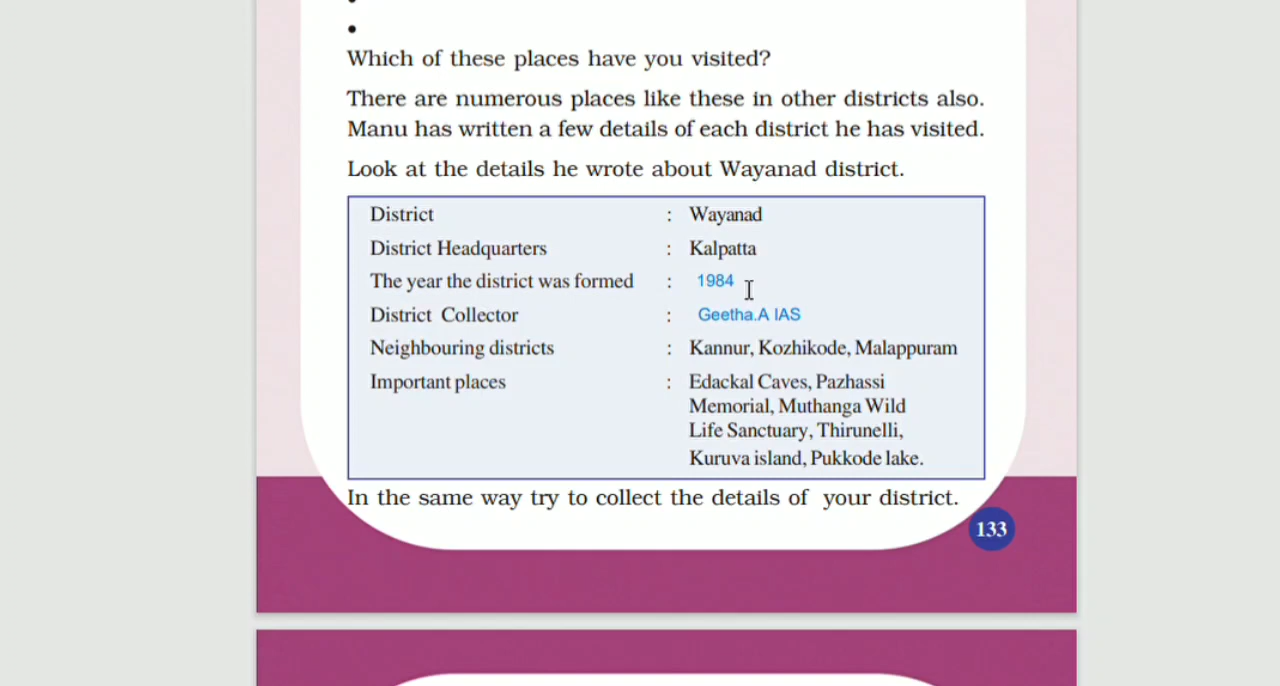 •
Which of these places have you visited?
There are numerous places like these in other districts also.
Manu has written a few details of each district he has visited.
Look at the details he wrote about Wayanad district.
District : Wayanad
District Headquarters : Kalpatta
The year the district was formed : 1984
District Collector : Geetha.A IAS
Neighbouring districts : Kannur, Kozhikode, Malappuram
Important places : Edackal Caves, Pazhassi
Memorial, Muthanga Wild
Life Sanctuary, Thirunelli,
Kuruva island, Pukkode lake.
In the same way try to collect the details of your district.
133